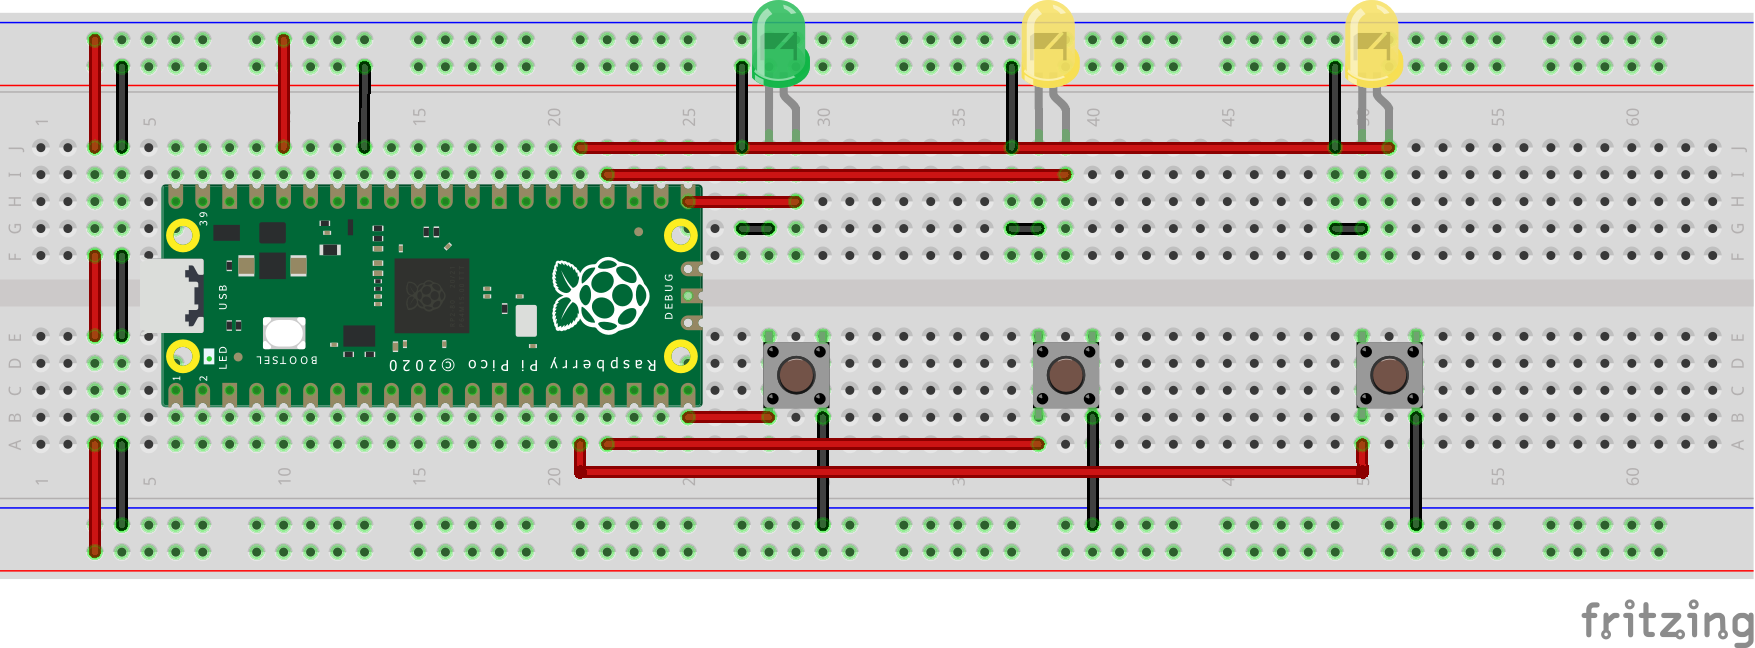 1 5 10 15 20 25 30 35 40 45 50 55 60
J J
I I
H H
G G
F F
39
USB
DEBUG
E E
D D
C C
B B
A A
LED
BOOTSEL
Raspberry Pi Pico © 2020
1
2
1 5 10 15 20 25 3 4 5 55 60
fritzing